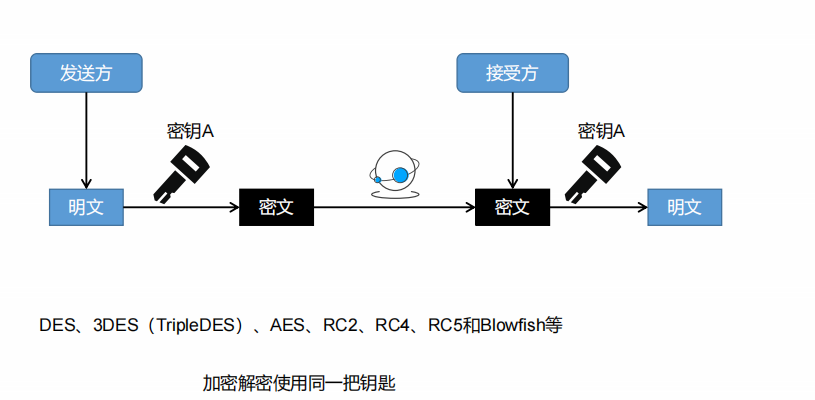 发送方
接受方
密钥A
密钥A
明文
密文
密文
明文
DES、3DES（TripleDES）、AES、RC2、RC4、RC5和Blowfish等
加密解密使用同一把钥匙